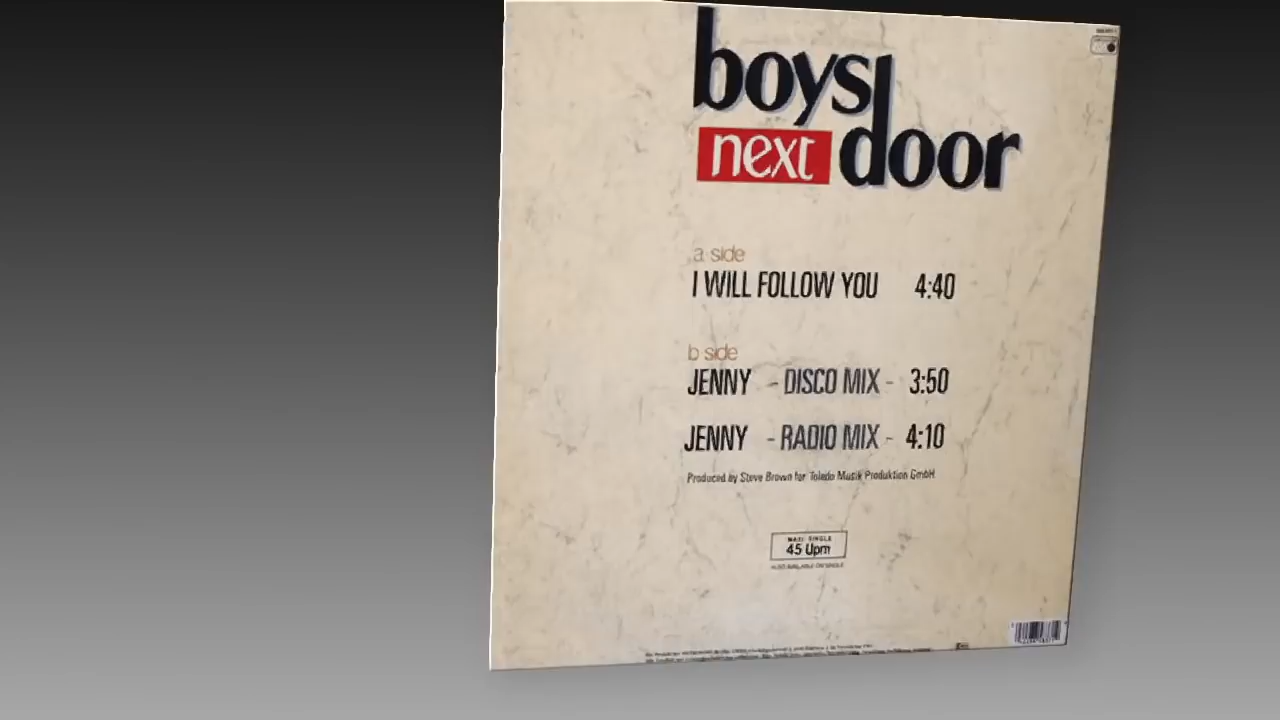 boys
next door
a side
I WILL FOLLOW YOU 4:40
b side
JENNY - DISCO MIX - 3:50
JENNY - RADIO MIX - 4:10
Produced by Steve Brown for Toledo Musik Produktion GmbH
MAXI SINGLE
45 Upm
ALSO AVAILABLE ON SINGLE